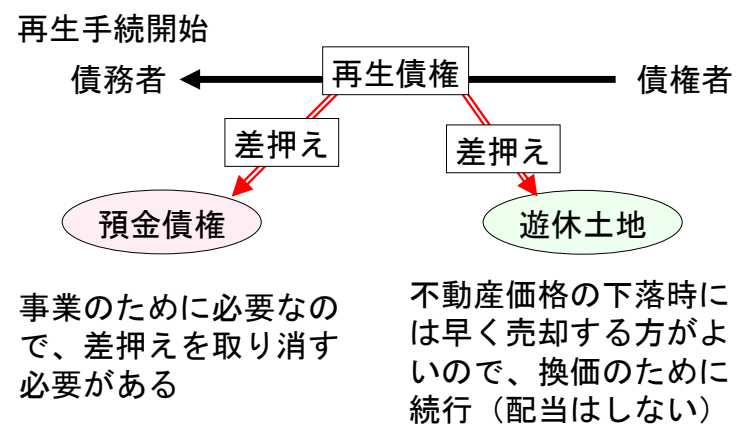 再生手続開始
債務者
再生債権
債権者
差押え
差押え
預金債権
遊休土地
事業のために必要なの
で、差押えを取り消す
必要がある
不動産価格の下落時に
は早く売却する方がよ
いので、換価のために
続行（配当はしない）